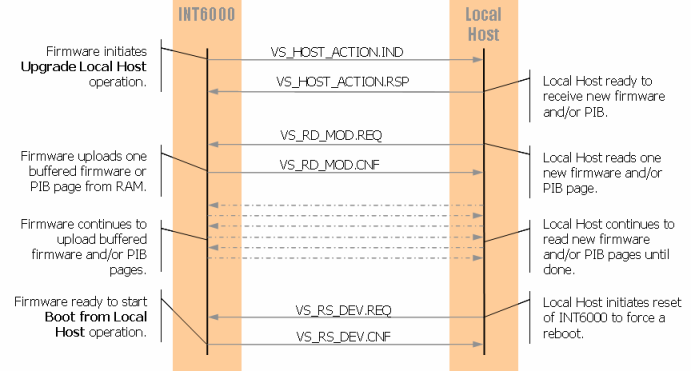 INT6000
Local
Host
Firmware initiates
Upgrade Local Host
operation.
VS_HOST_ACTION.IND
VS_HOST_ACTION.RSP
Local Host ready to
receive new firmware
and/or PIB.
VS_RD_MOD.REQ
Firmware uploads one
buffered firmware or
PIB page from RAM.
VS_RD_MOD.CNF
Local Host reads one
new firmware and/or
PIB page.
Firmware continues to
upload buffered
firmware and/or PIB
pages.
Local Host continues to
read new firmware
and/or PIB pages until
done.
Firmware ready to start
Boot from Local
Host operation.
VS_RS_DEV.REQ
VS_RS_DEV.CNF
Local Host initiates reset
of INT6000 to force a
reboot.